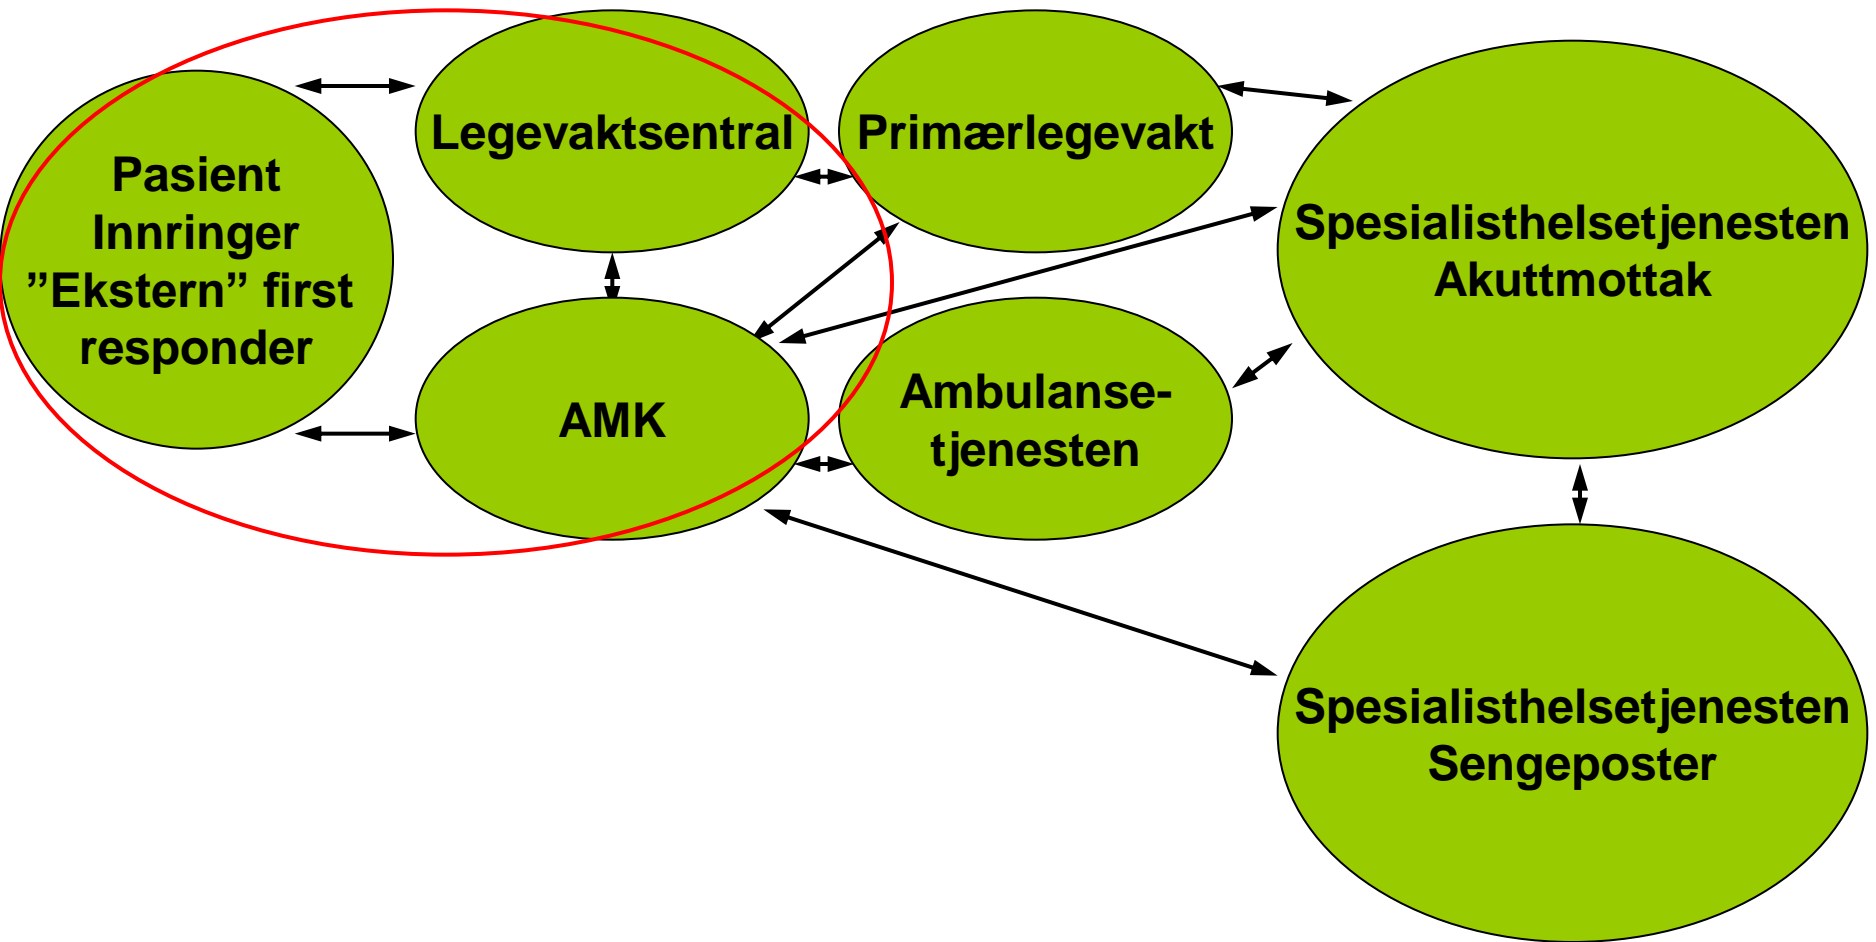 Pasient
Innringer
”Ekstern” first
responder
Legevaktsentral
AMK
Primærlegevakt
Ambulanse-
tjenesten
Spesialisthelsetjenesten
Akuttmottak
Spesialisthelsetjenesten
Sengeposter